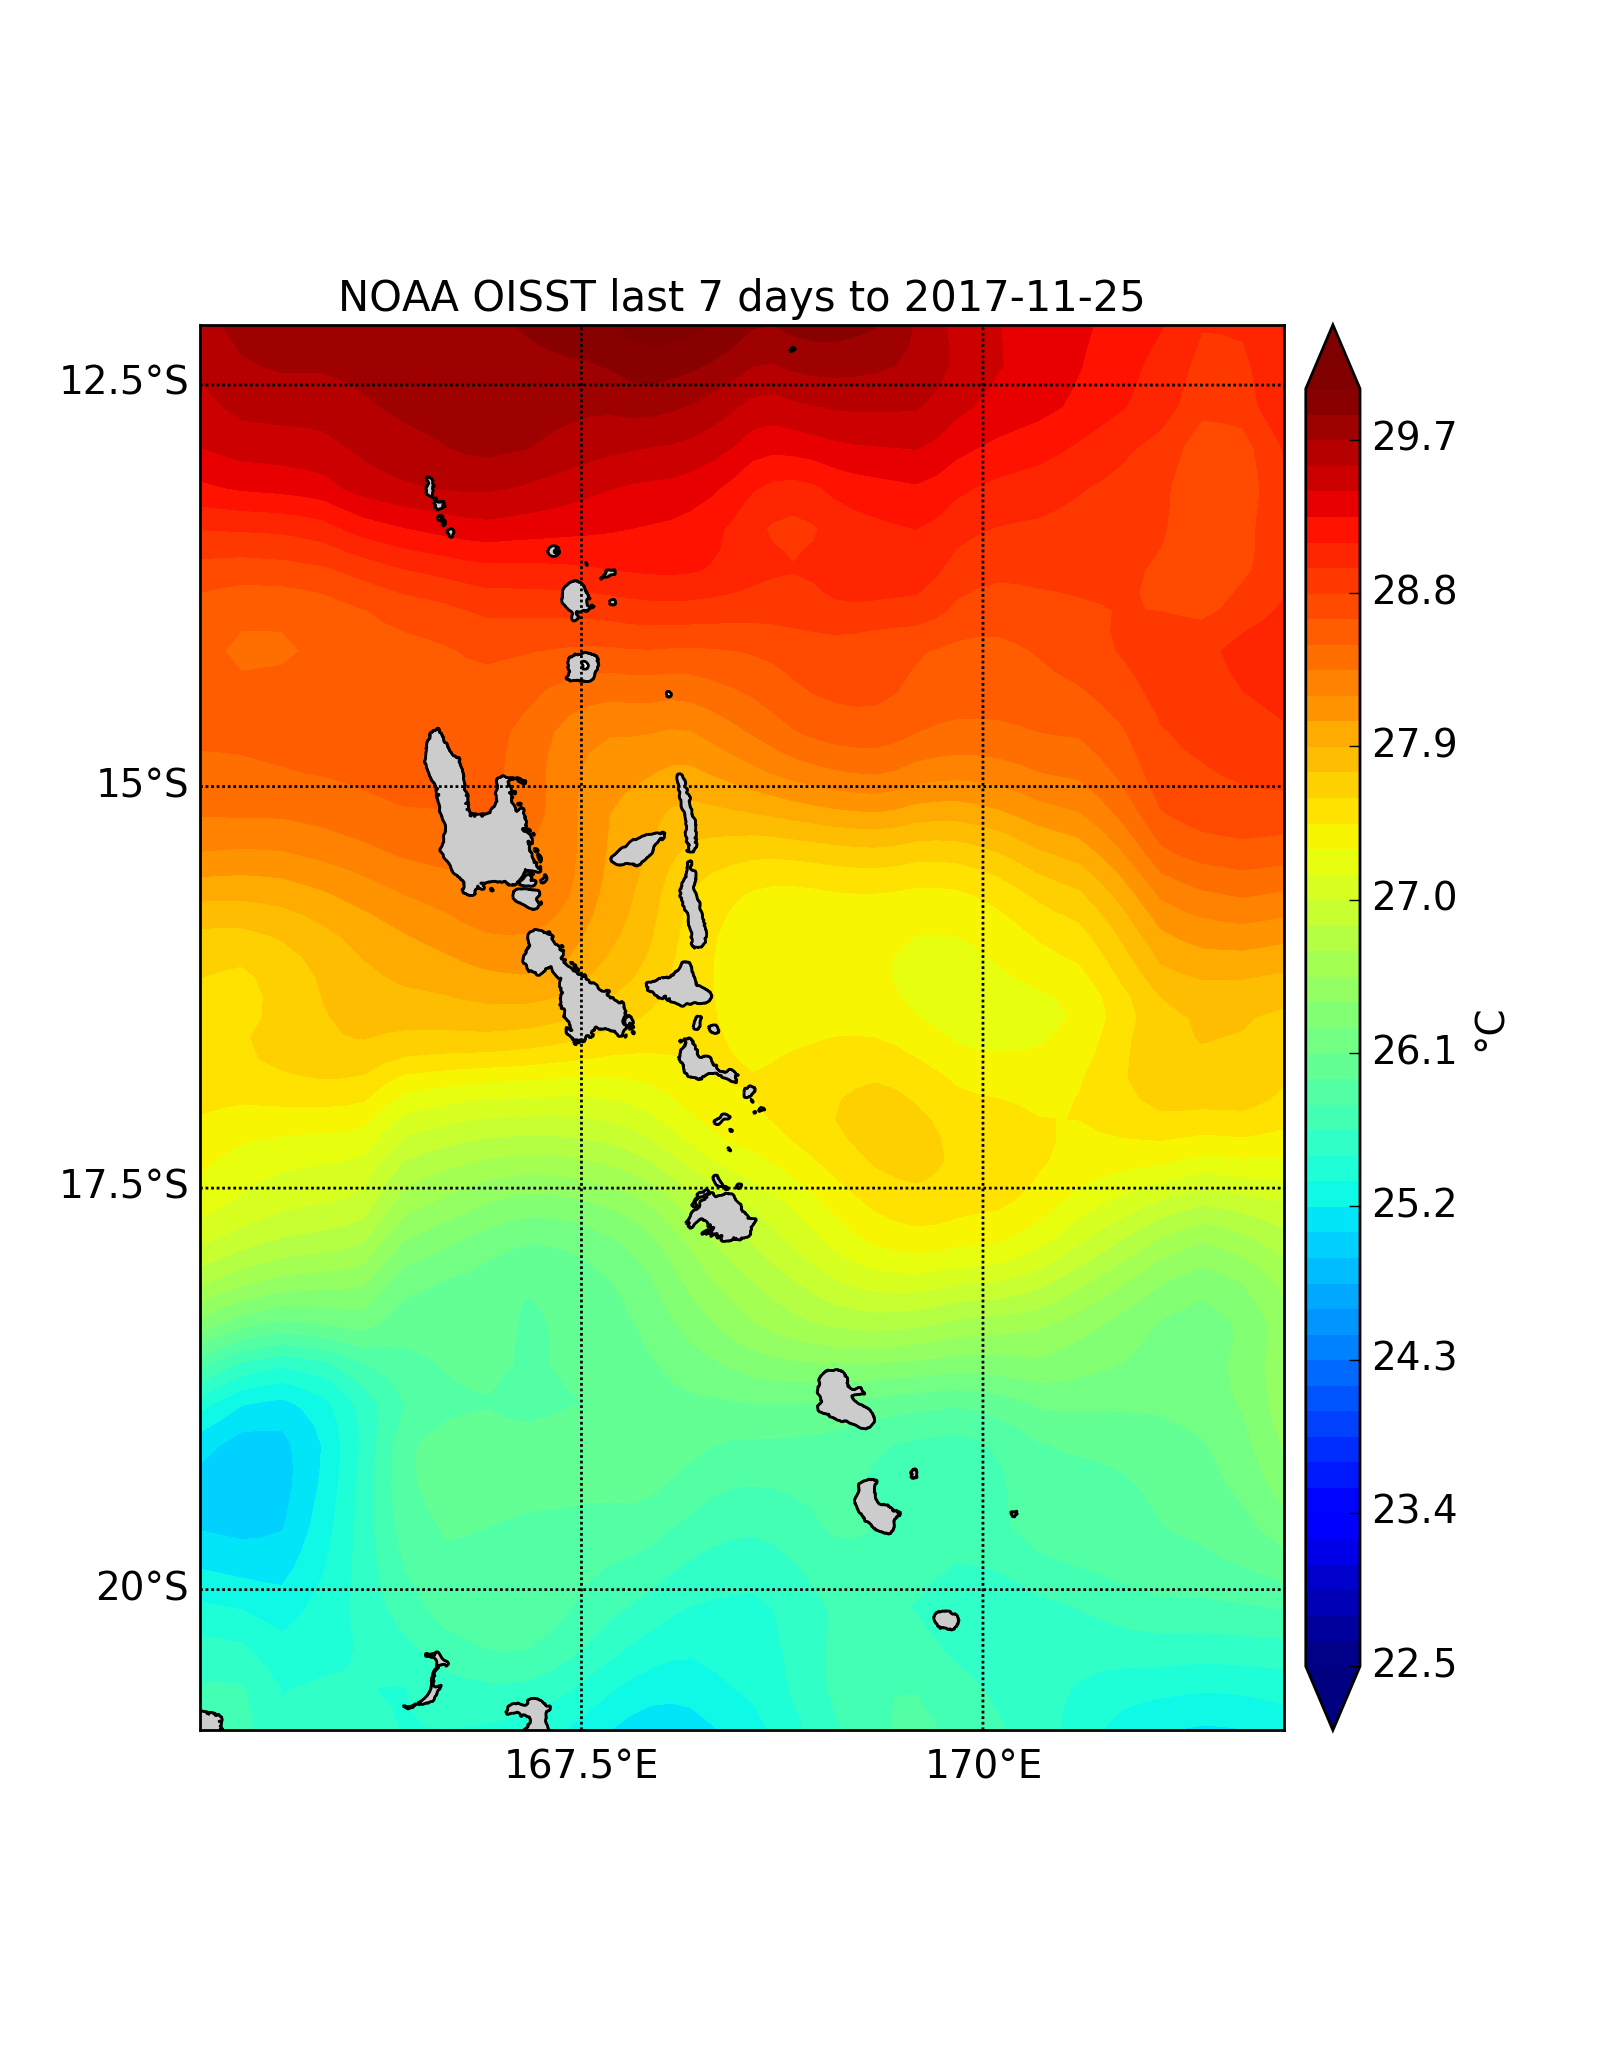 NOAA OISST last 7 days to 2017-11-25
12.5°S
15°S
17.5°S
20°S
167.5°E
170°E
29.7
28.8
27.9
27.0
26.1
25.2
24.3
23.4
22.5
°C